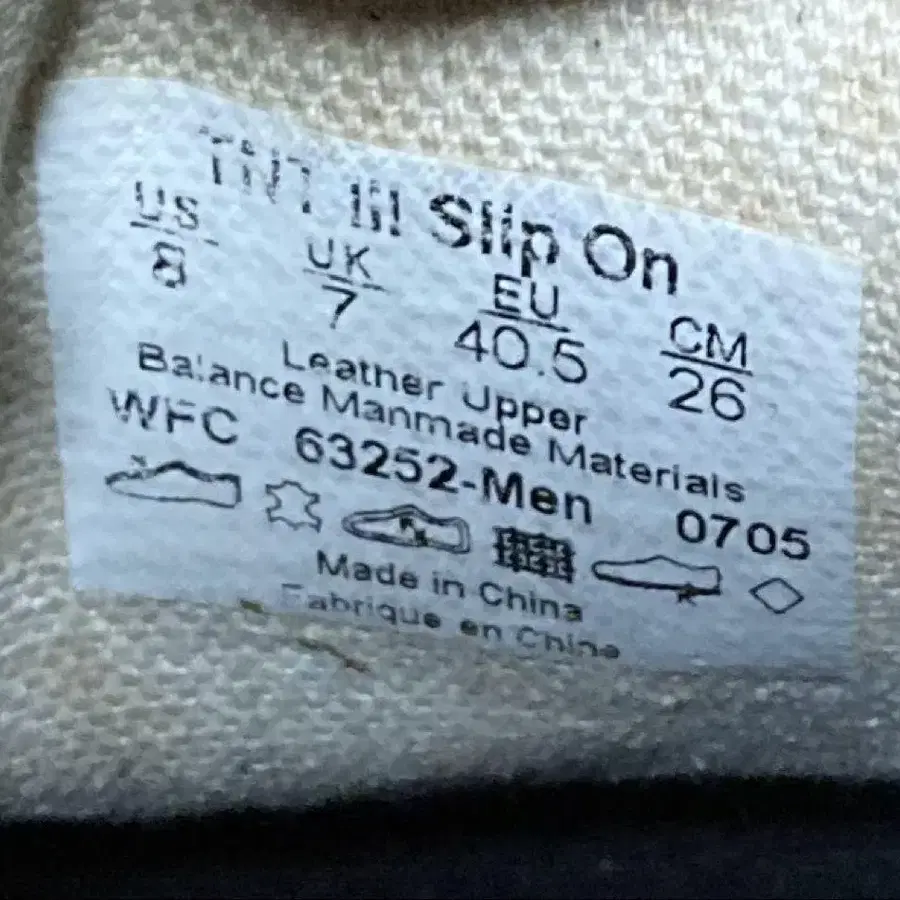 TNT III Slip On
US UK EU CM
8 7 40.5 26
Leather Upper
Balance Manmade Materials
WFC 63252-Men 0705
Made in China
Fabrique en Chine